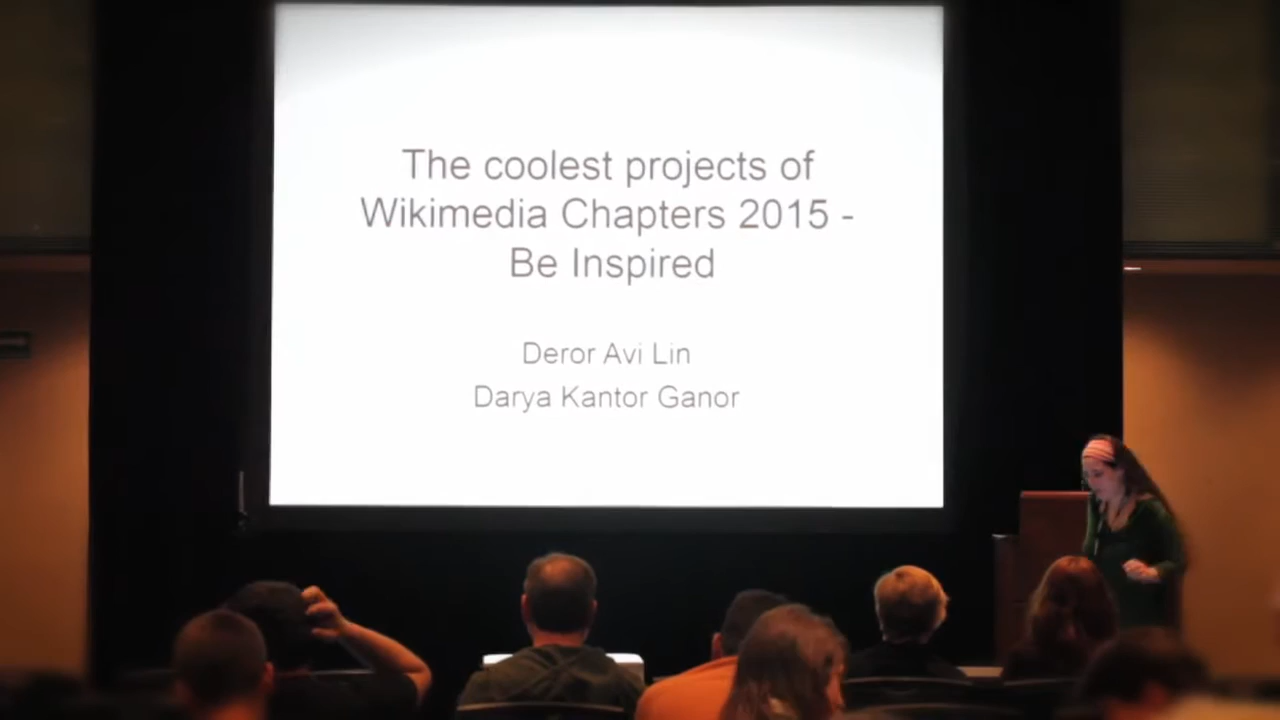 The coolest projects of
Wikimedia Chapters 2015 -
Be Inspired
Deror Avi Lin
Darya Kantor Ganor